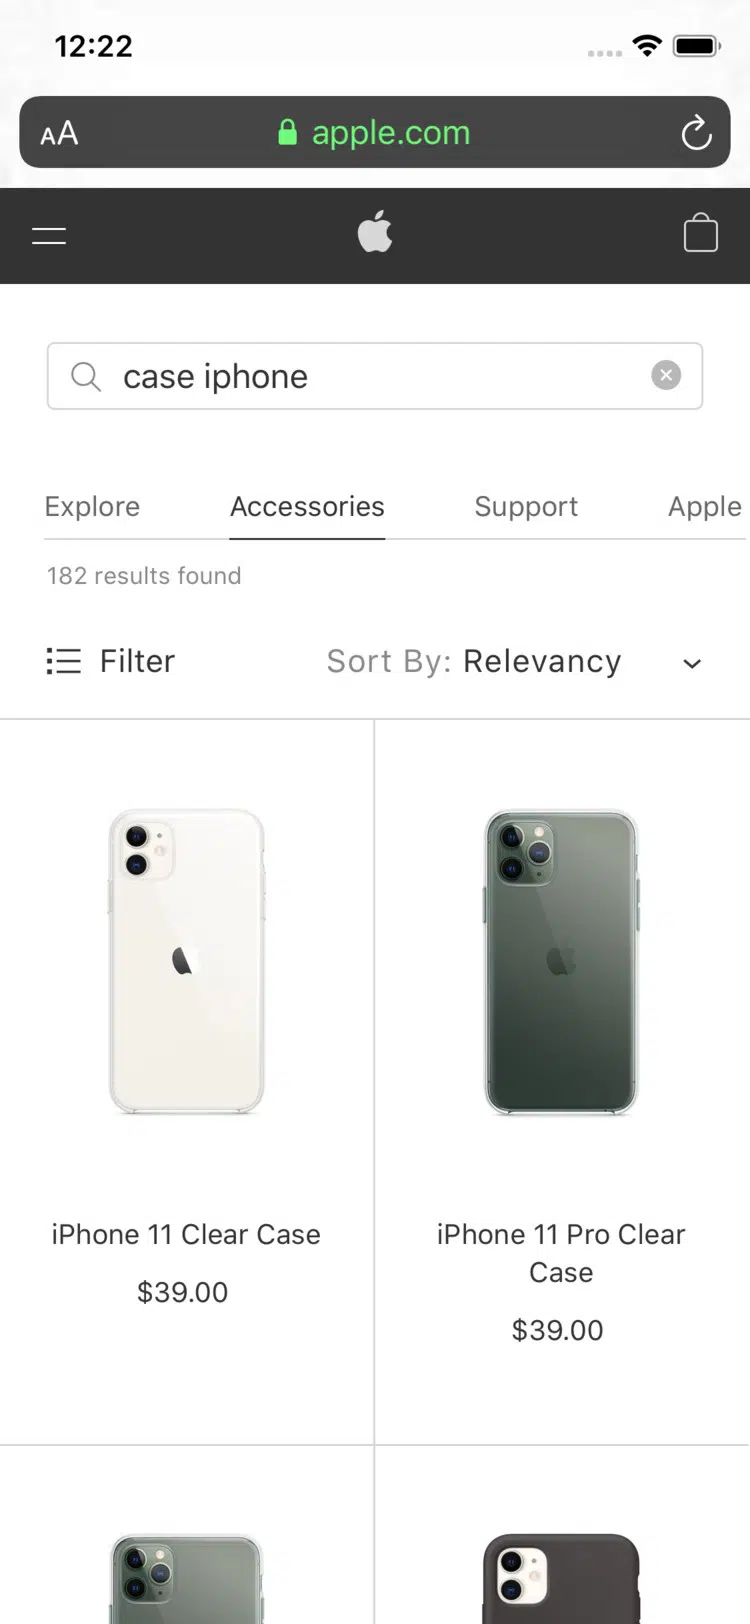 12:22
AA apple.com
case iphone
Explore Accessories Support Apple
182 results found
Filter Sort By: Relevancy
iPhone 11 Clear Case
$39.00
iPhone 11 Pro Clear
Case
$39.00